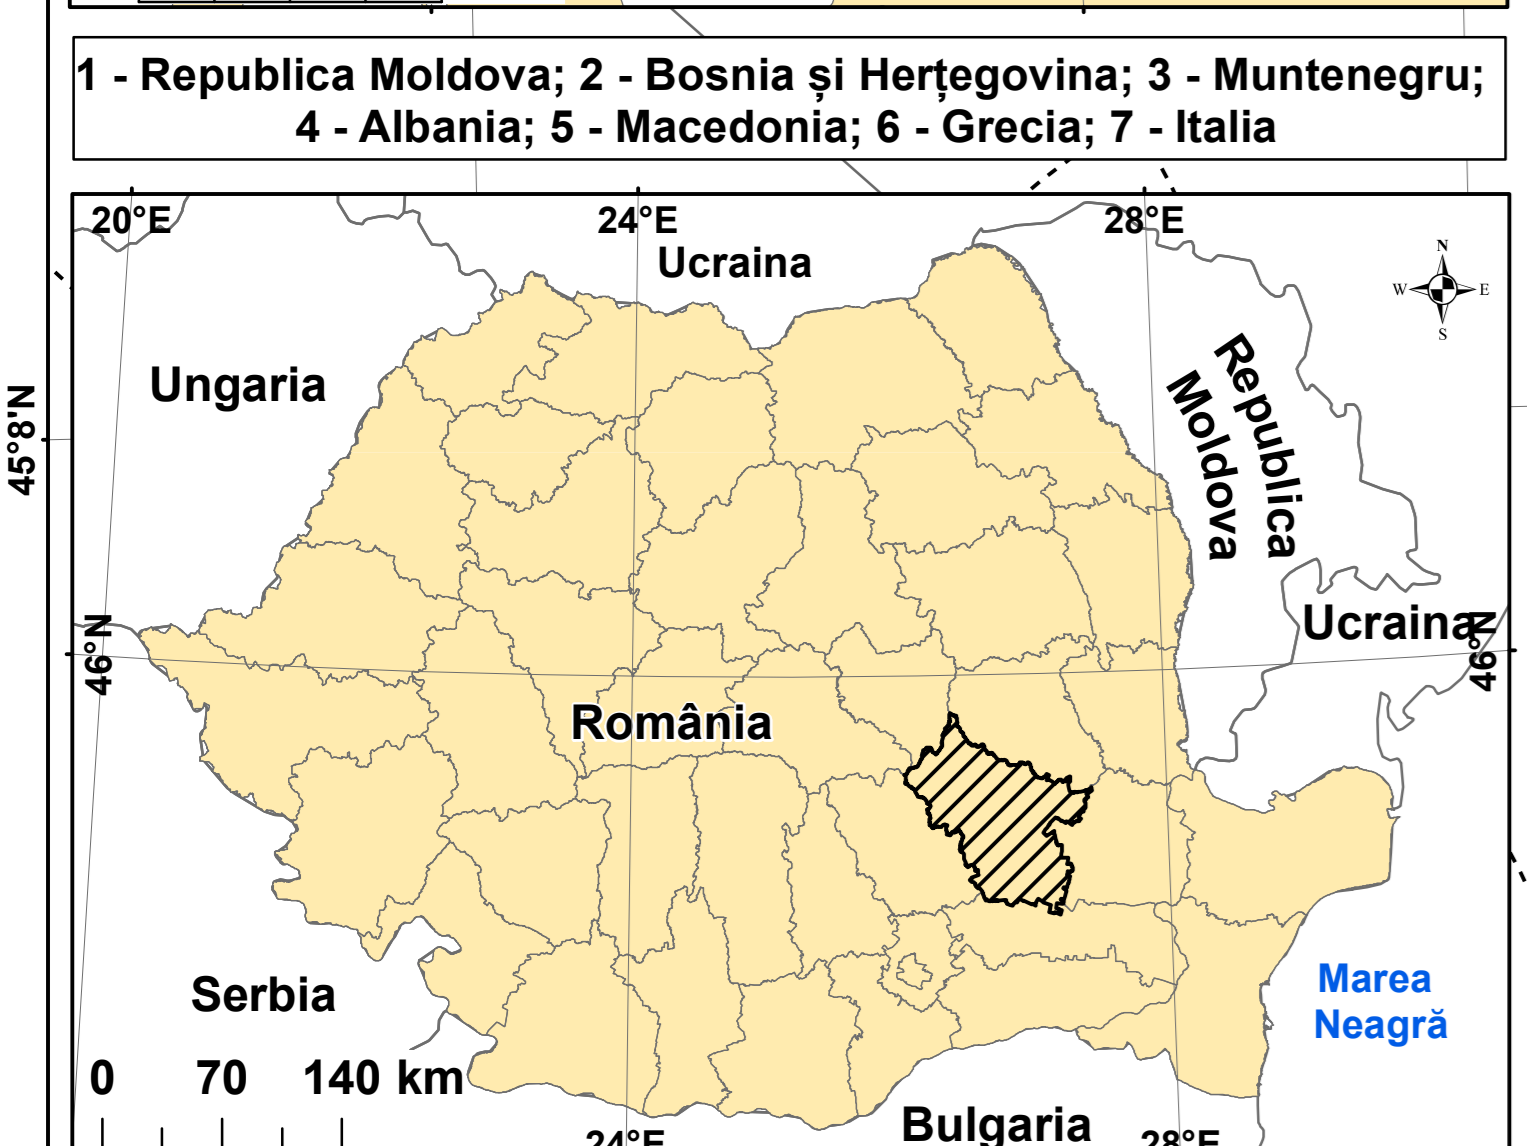 1 - Republica Moldova; 2 - Bosnia și Herțegovina; 3 - Muntenegru;
4 - Albania; 5 - Macedonia; 6 - Grecia; 7 - Italia
20°E
24°E
28°E
Ucraina
N
W
E
S
Ungaria
Republica
Moldova
45°8'N
Ucraina
46°N
46°N
România
Serbia
Marea
Neagră
0
70
140 km
Bulgaria
24°E
28°E